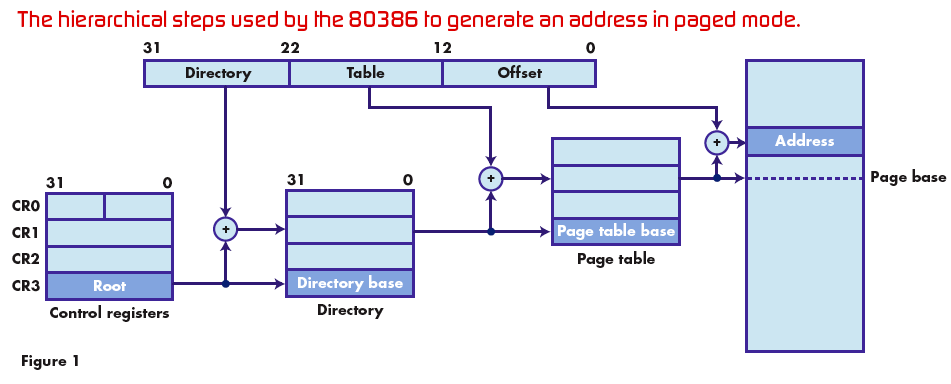 The hierarchical steps used by the 80386 to generate an address in paged mode.
31 22 12 0
Directory Table Offset
Address
+
Page base
31 0
31 0
+
CR0
+
CR1
Page table base
CR2
Page table
CR3 Root
Directory base
Control registers
Directory
Figure 1